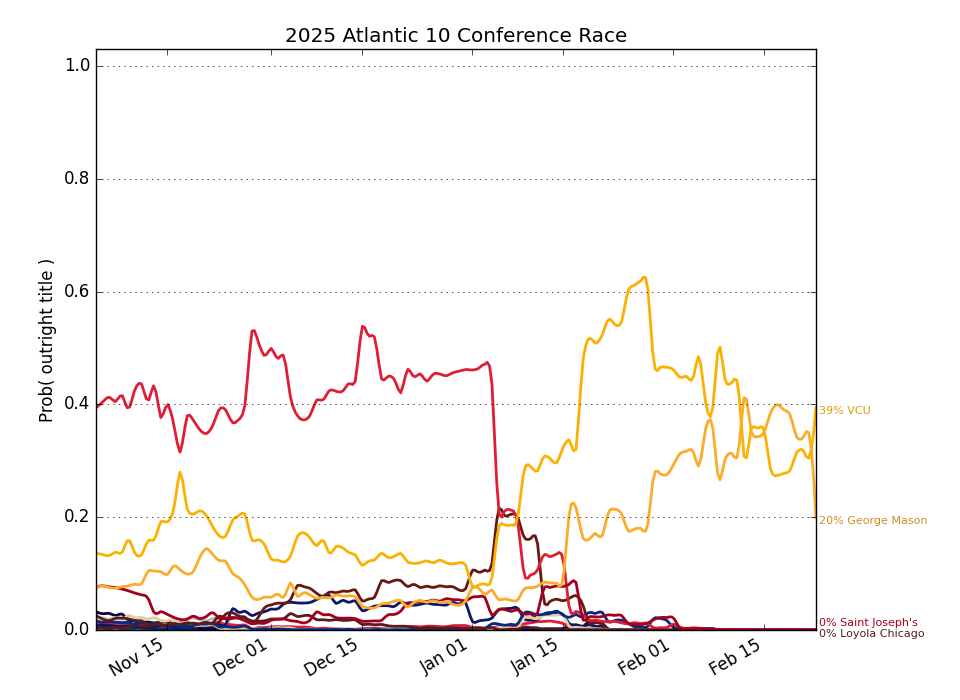 2025 Atlantic 10 Conference Race
Prob( outright title )
1.0
0.8
0.6
0.4
0.2
0.0
39% VCU
20% George Mason
0% Saint Joseph's
0% Loyola Chicago
Nov 15
Dec 01
Dec 15
Jan 01
Jan 15
Feb 01
Feb 15